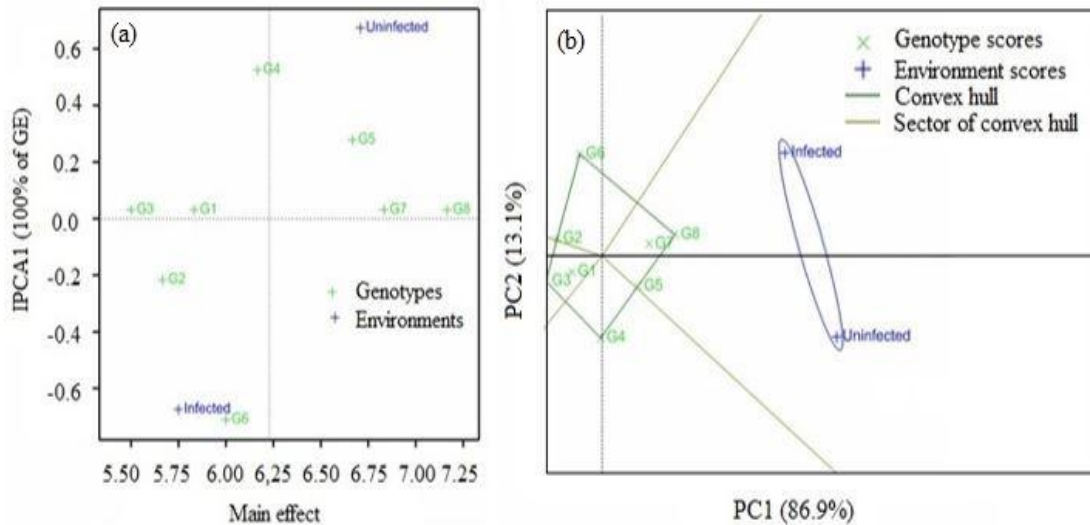 (a)
Uninfected
G4
G5
G3
G1
G7
G8
G2
Genotypes
Environments
Infected
G6
IPCA1 (100% of GE)
0.6
0.4
0.2
0.0
-0.2
-0.4
-0.6
5.50 5.75 6.00 6,25 6.50 6.75 7.00 7.25
Main effect
(b)
Genotype scores
Environment scores
Convex hull
Sector of convex hull
G6
Infected
G2
G8
G7
G1
G3
G5
G4
Uninfected
PC2 (13.1%)
PC1 (86.9%)